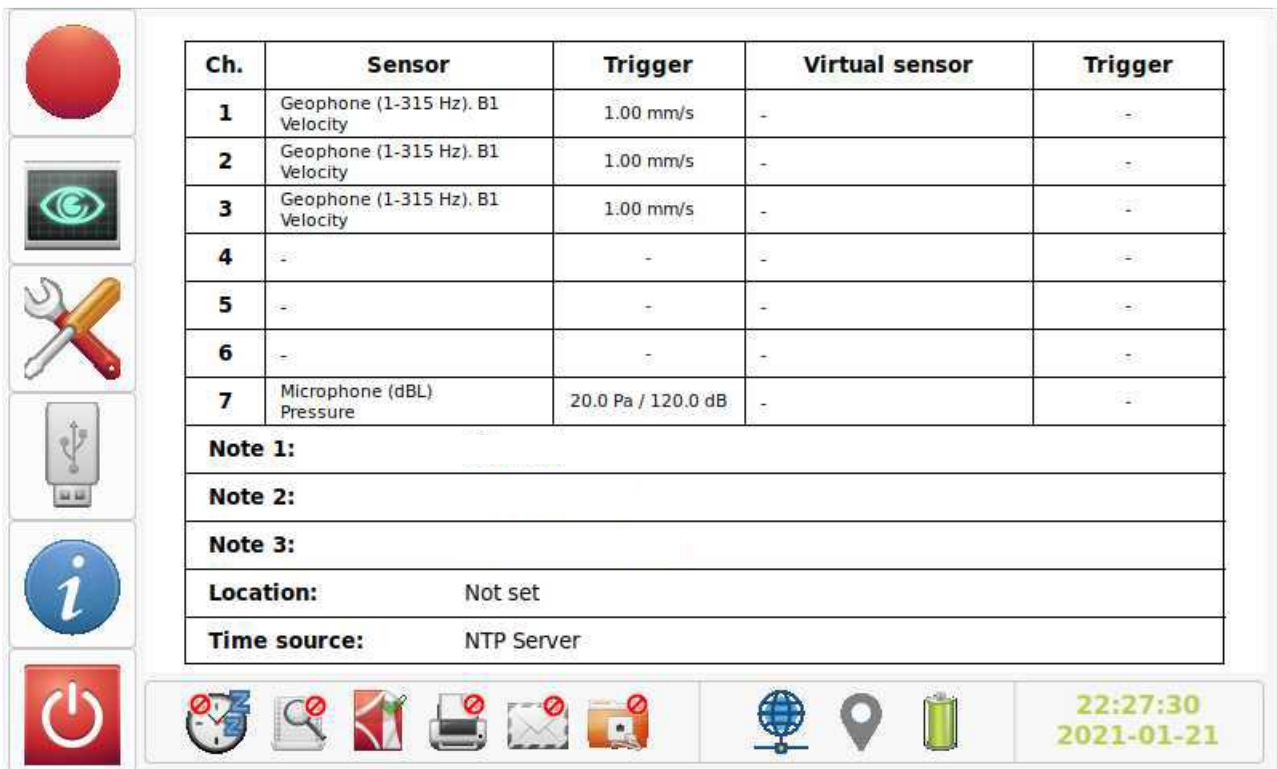 Ch. Sensor Trigger Virtual sensor Trigger
1 Geophone (1-315 Hz). B1 Velocity 1.00 mm/s - -
2 Geophone (1-315 Hz). B1 Velocity 1.00 mm/s - -
3 Geophone (1-315 Hz). B1 Velocity 1.00 mm/s - -
4 - - - -
5 - - - -
6 - - - -
7 Microphone (dBL) Pressure 20.0 Pa / 120.0 dB - -
Note 1:
Note 2:
Note 3:
Location: Not set
Time source: NTP Server
22:27:30
2021-01-21